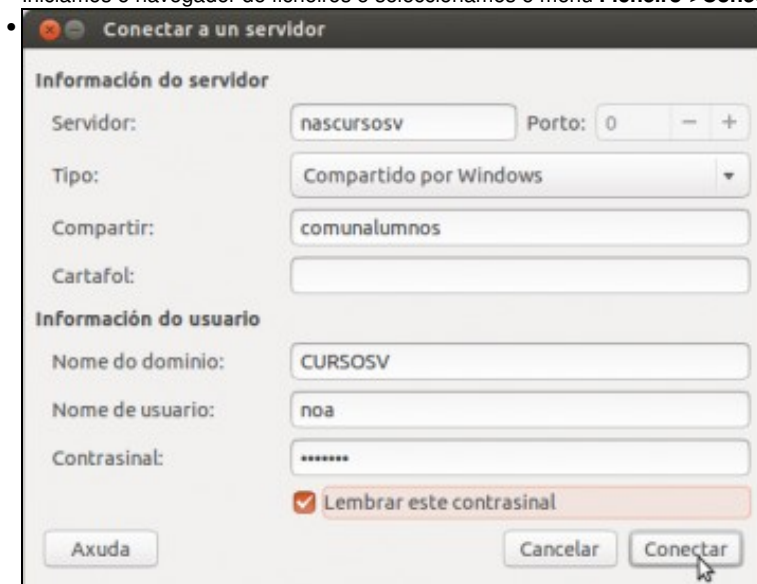 Conectar a un servidor
Información do servidor
Servidor: nascursosv Porto: 0 − +
Tipo: Compartido por Windows
Compartir: comunalumnos
Cartafol:
Información do usuario
Nome do dominio: CURSOSV
Nome de usuario: noa
Contrasinal: •••••••
Lembrar este contrasinal
Axuda Cancelar Conectar